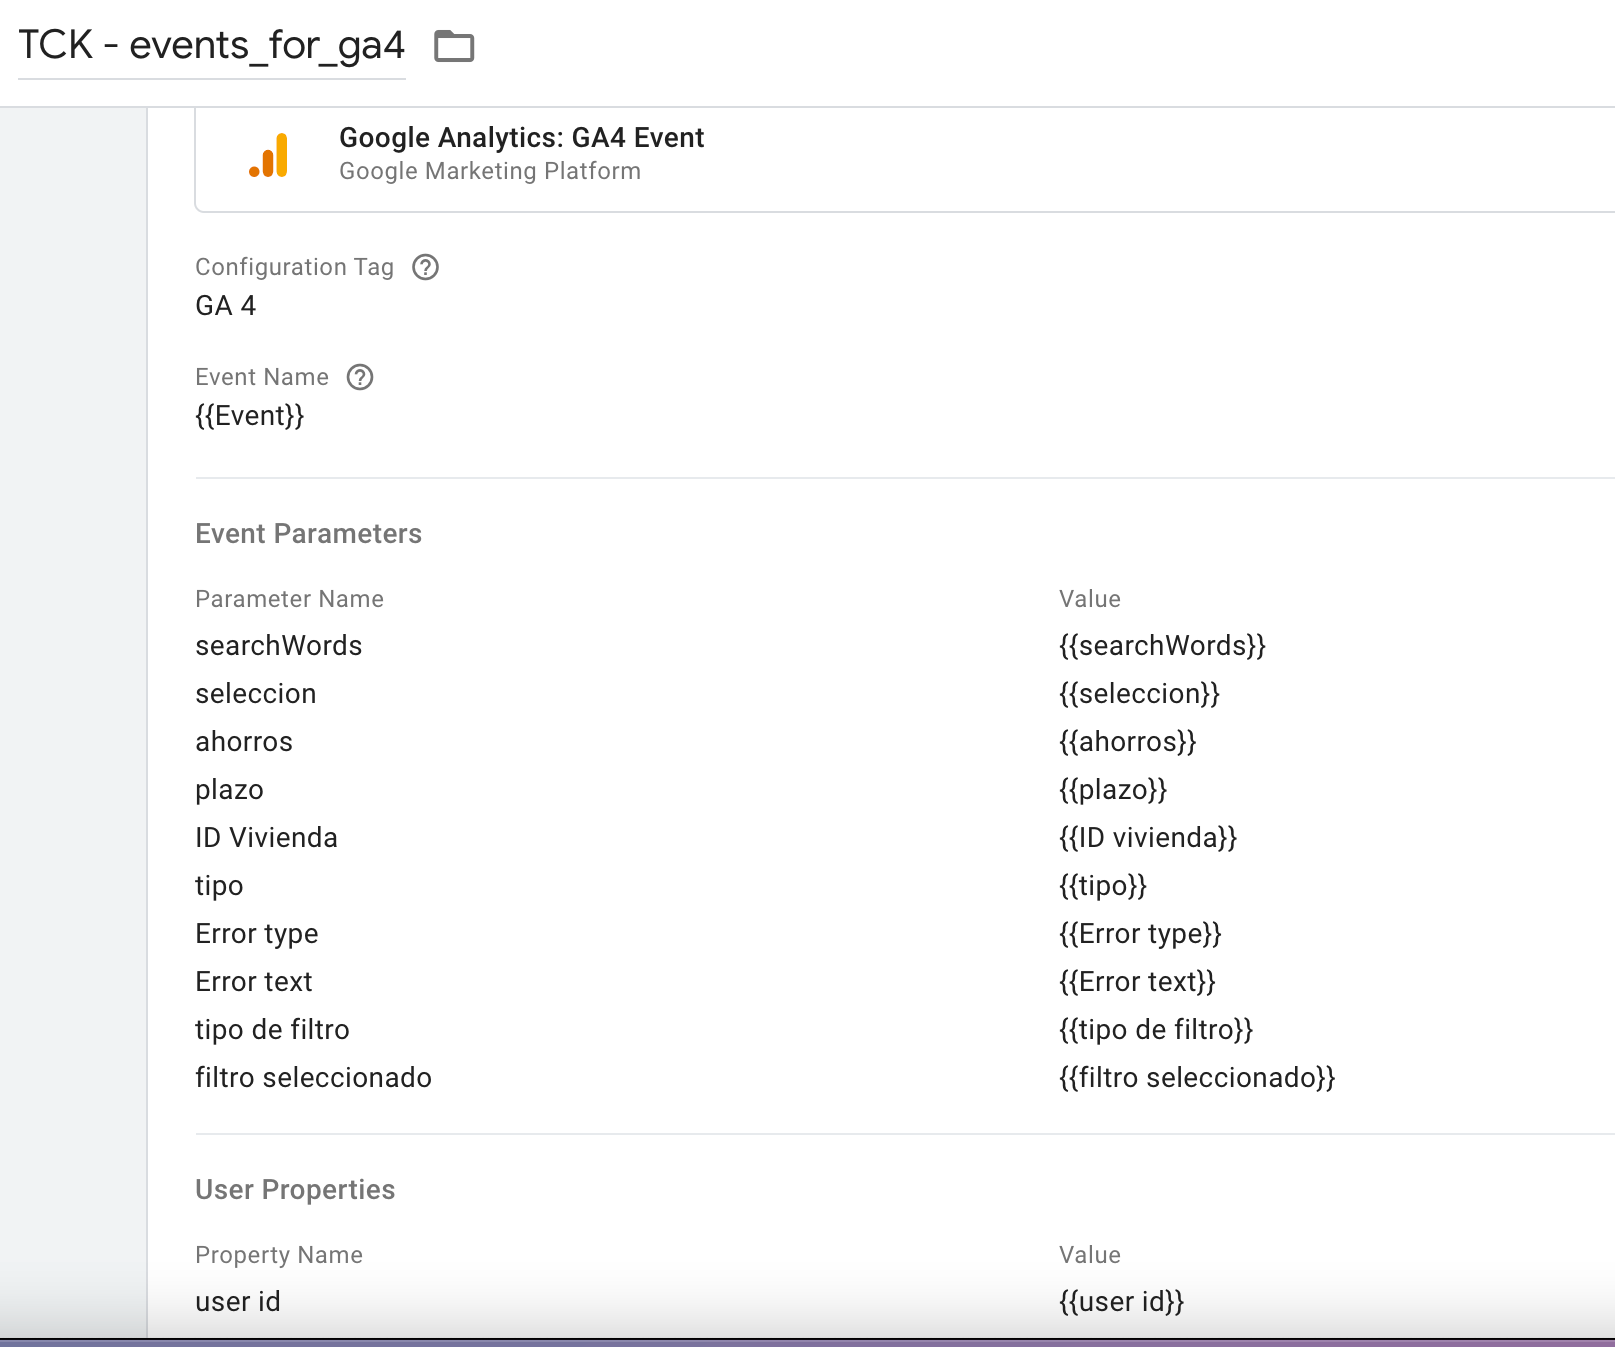 TCK - events_for_ga4
Google Analytics: GA4 Event
Google Marketing Platform
Configuration Tag
GA 4
Event Name
{{Event}}
Event Parameters
Parameter Name Value
searchWords {{searchWords}}
seleccion {{seleccion}}
ahorros {{ahorros}}
plazo {{plazo}}
ID Vivienda {{ID vivienda}}
tipo {{tipo}}
Error type {{Error type}}
Error text {{Error text}}
tipo de filtro {{tipo de filtro}}
filtro seleccionado {{filtro seleccionado}}
User Properties
Property Name Value
user id {{user id}}